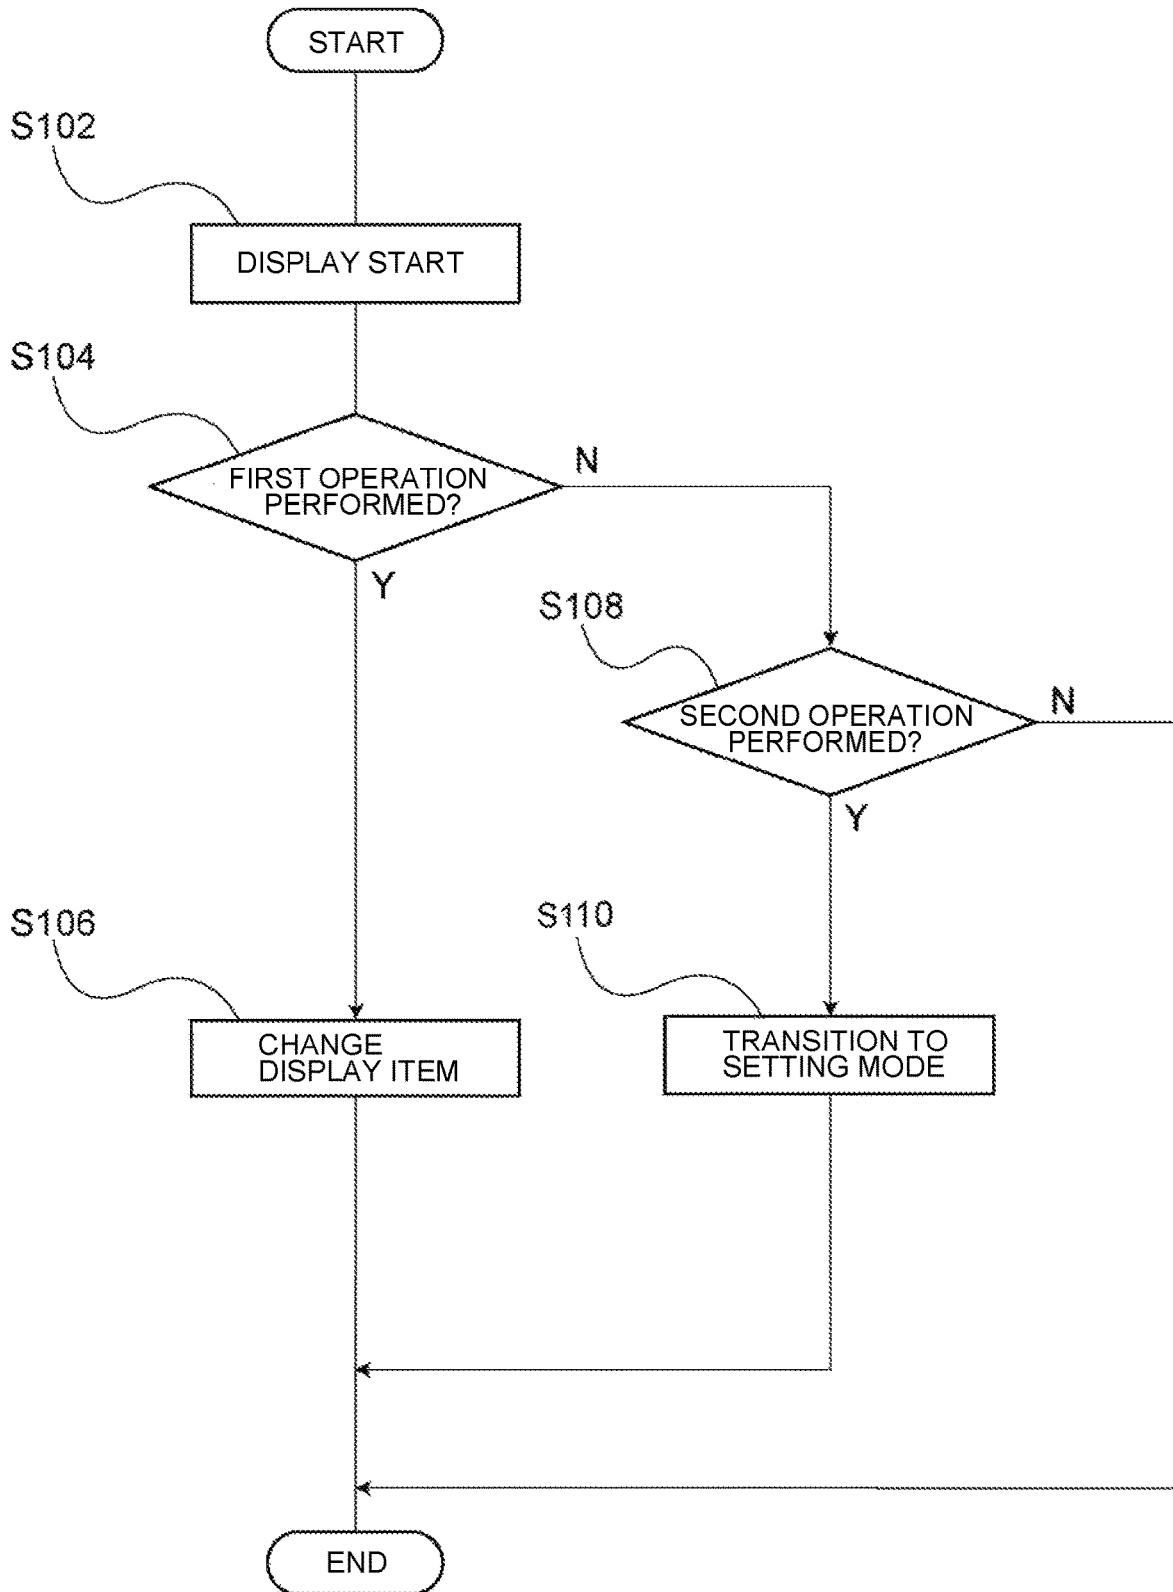 START
S102
DISPLAY START
S104
FIRST OPERATION
PERFORMED?
N
Y
S108
SECOND OPERATION
PERFORMED?
N
Y
S106
CHANGE
DISPLAY ITEM
S110
TRANSITION TO
SETTING MODE
END